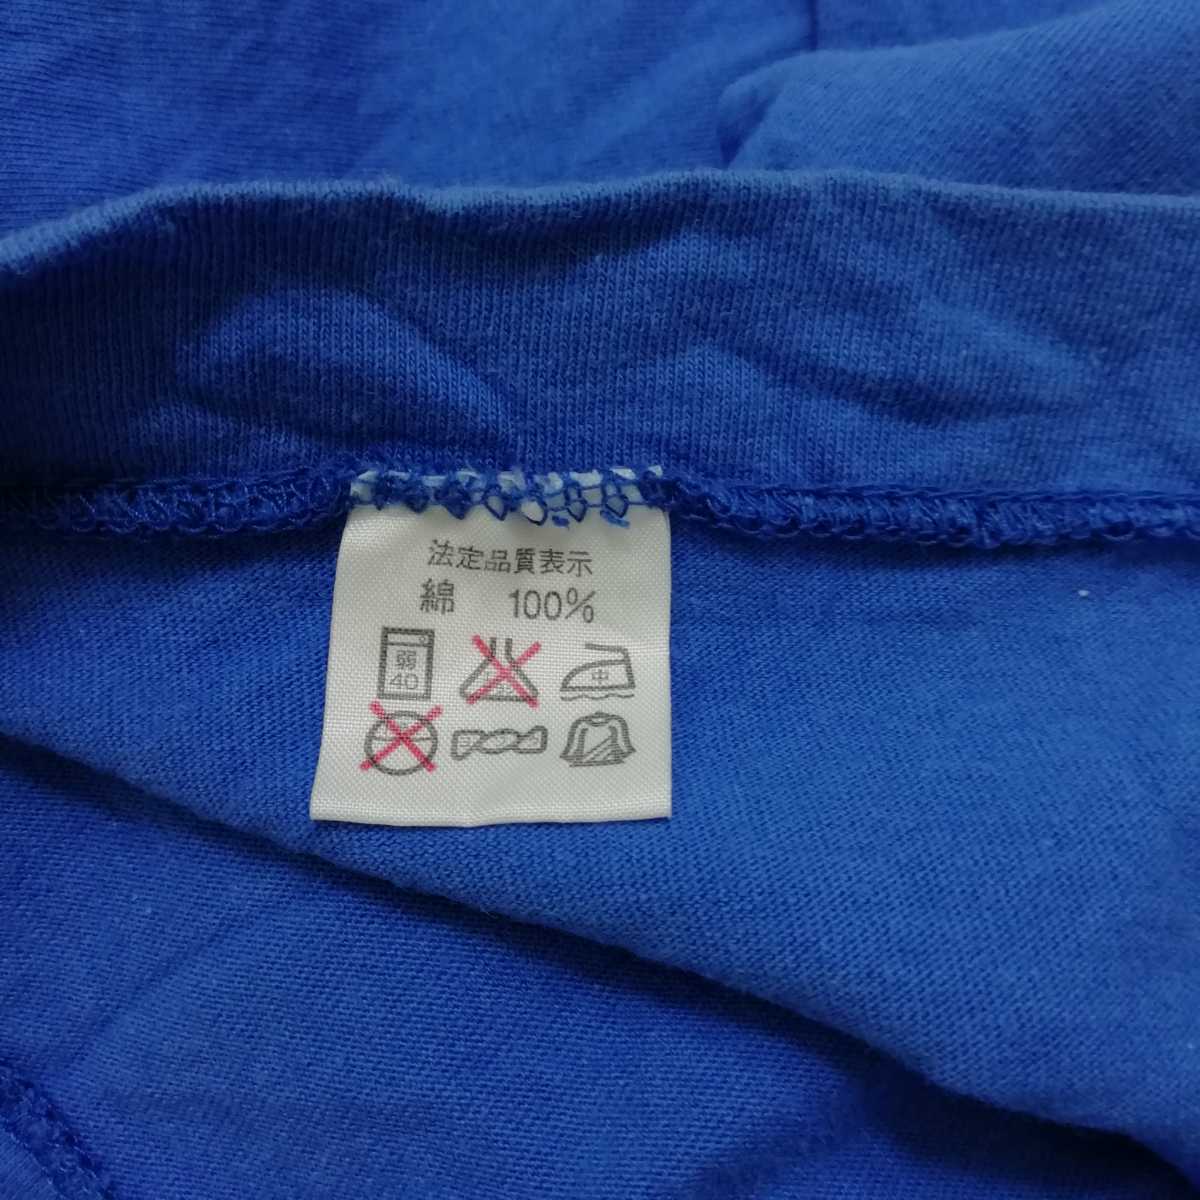 法定品質表示
綿 100%
弱
40
中